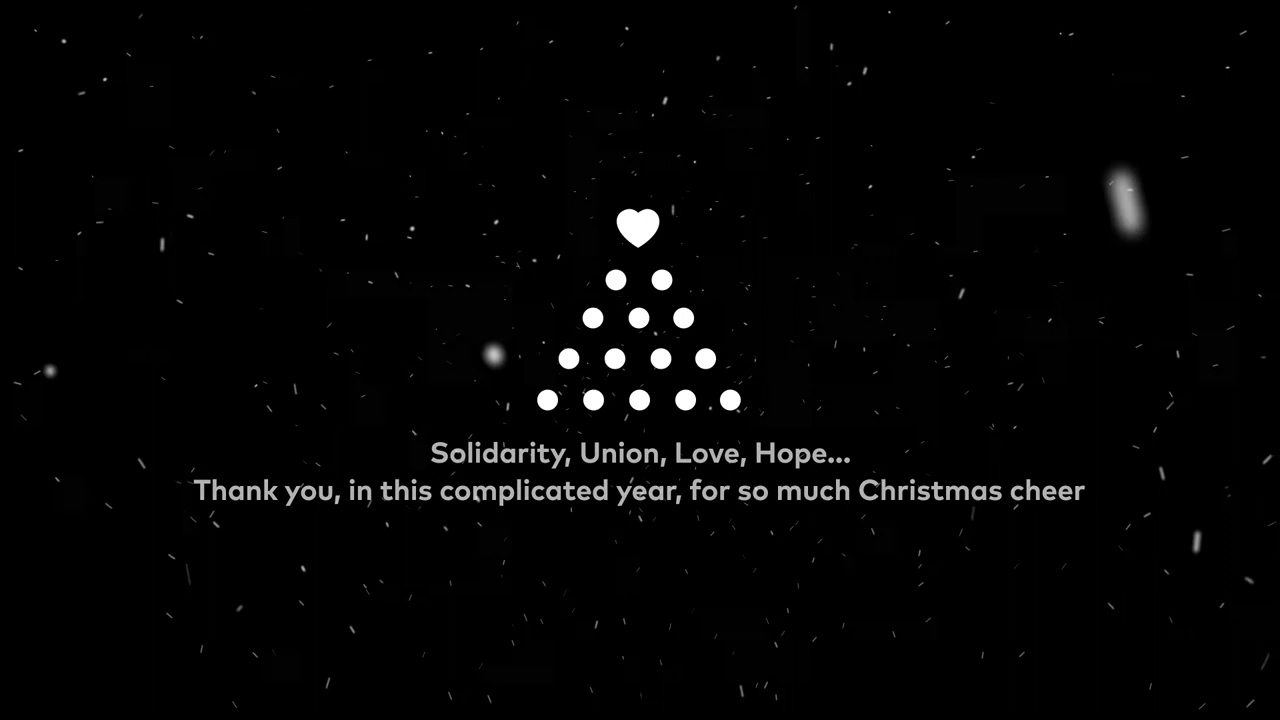 Solidarity, Union, Love, Hope...
Thank you, in this complicated year, for so much Christmas cheer